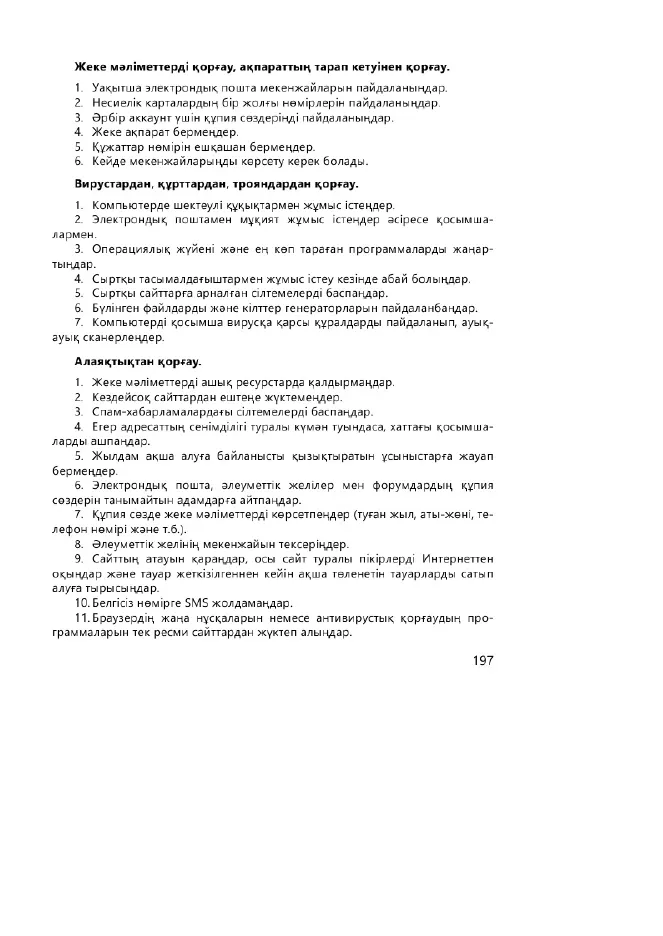 Жеке мәліметтерді қорғау, ақпараттың тарап кетуінен қорғау.
1. Уақытша электрондық пошта мекенжайларын пайдаланыңдар.
2. Несиелік карталардың бір жолғы нөмірлерін пайдаланыңдар.
3. Әрбір аккаунт үшін құпия сөздеріңді пайдаланыңдар.
4. Жеке ақпарат бермеңдер.
5. Құжаттар нөмірін ешқашан бермеңдер.
6. Кейде мекенжайларыңды көрсету керек болады.
Вирустардан, құрттардан, трояндардан қорғау.
1. Компьютерде шектеулі құқықтармен жұмыс істеңдер.
2. Электрондық поштамен мұқият жұмыс істеңдер әсіресе қосымша-
лармен.
3. Операциялық жүйені және ең көп тараған программаларды жаңар-
тыңдар.
4. Сыртқы тасымалдағыштармен жұмыс істеу кезінде абай болыңдар.
5. Сыртқы сайттарға арналған сілтемелерді баспаңдар.
6. Бүлінген файлдарды және кілттер генераторларын пайдаланбаңдар.
7. Компьютерді қосымша вирусқа қарсы құралдарды пайдаланып, ауық-
ауық сканерлеңдер.
Алаяқтықтан қорғау.
1. Жеке мәліметтерді ашық ресурстарда қалдырмаңдар.
2. Кездейсоқ сайттардан ештеңе жүктемеңдер.
3. Спам-хабарламалардағы сілтемелерді баспаңдар.
4. Егер адресаттың сенімділігі туралы күмән туындаса, хаттағы қосымша-
ларды ашпаңдар.
5. Жылдам ақша алуға байланысты қызықтыратын ұсыныстарға жауап
бермеңдер.
6. Электрондық пошта, әлеуметтік желілер мен форумдардың құпия
сөздерін танымайтын адамдарға айтпаңдар.
7. Құпия сөзде жеке мәліметтерді көрсетпеңдер (туған жыл, аты-жөні, те-
лефон нөмірі және т.б.).
8. Әлеуметтік желінің мекенжайын тексеріңдер.
9. Сайттың атауын қараңдар, осы сайт туралы пікірлерді Интернеттен
оқыңдар және тауар жеткізілгеннен кейін ақша төленетін тауарларды сатып
алуға тырысыңдар.
10. Белгісіз нөмірге SMS жолдамаңдар.
11. Браузердің жаңа нұсқаларын немесе антивирустық қорғаудың про-
граммаларын тек ресми сайттардан жүктеп алыңдар.
197